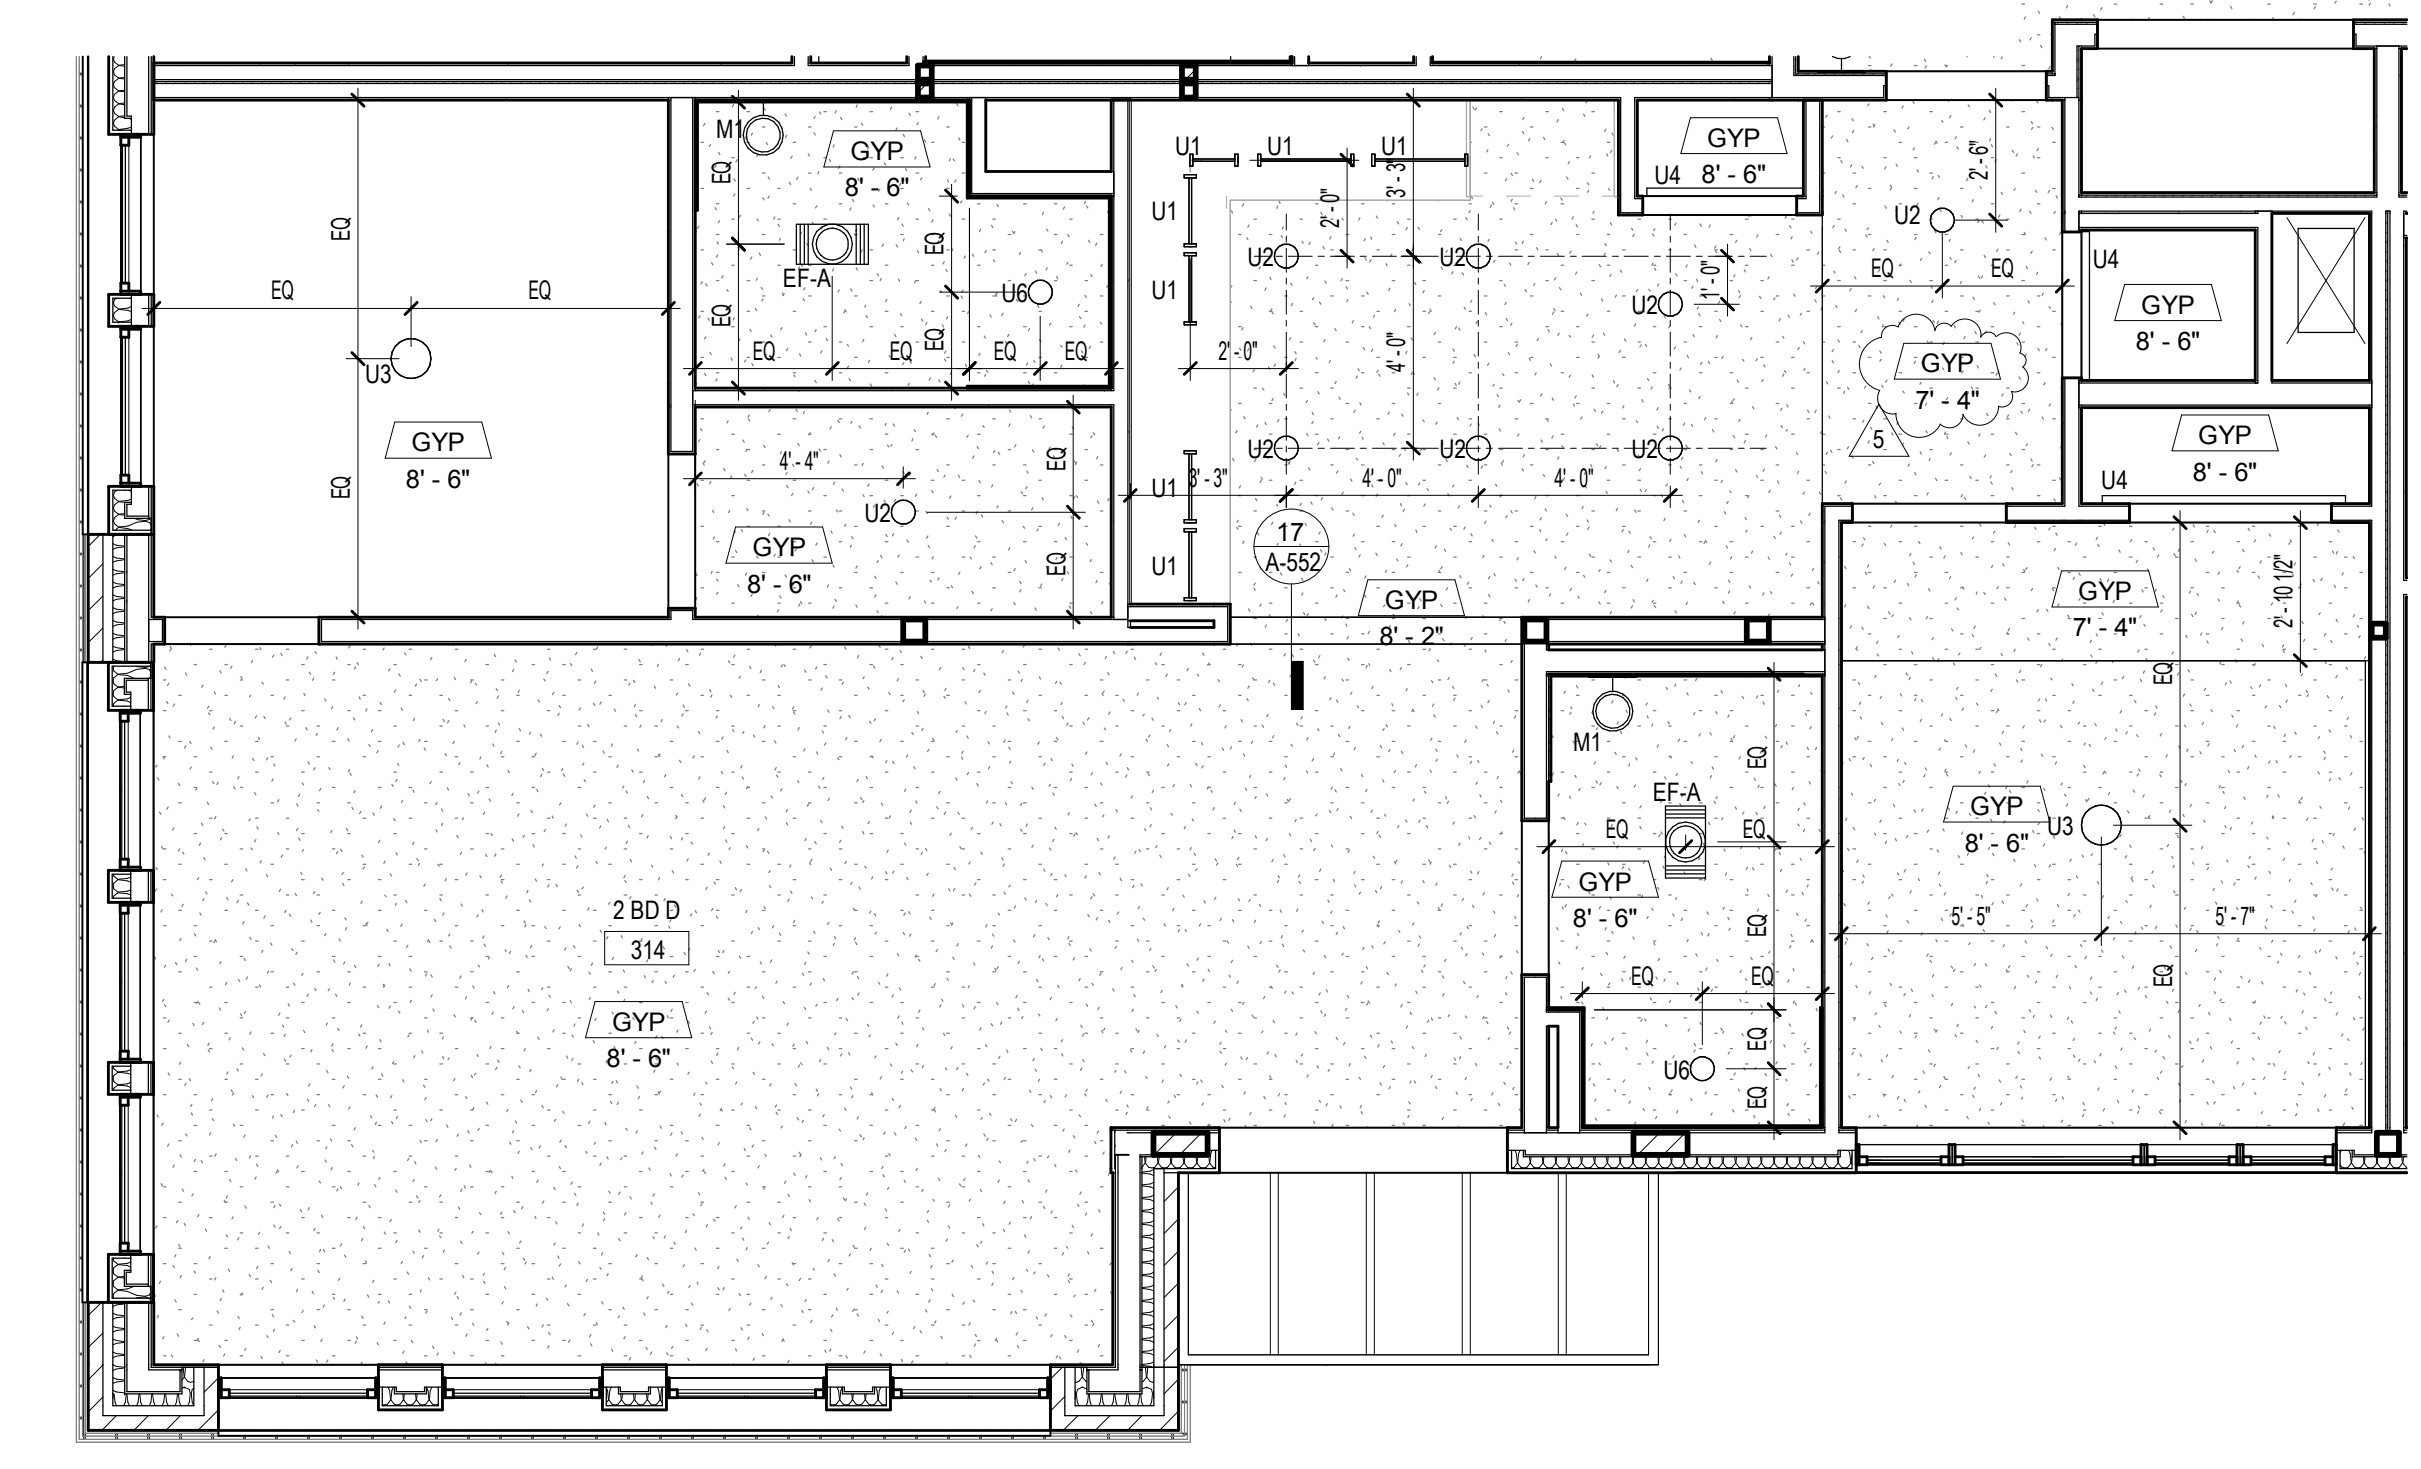 M1
GYP
8' - 6"
EQ
EF-A
EQ
EQ
EQ
U6
EQ
EQ
EQ
EQ
EQ
EQ
EQ
EQ
U3
GYP
8' - 6"
EQ
4' - 4"
EQ
U2
EQ
GYP
8' - 6"
U1
U1
U1
U1
U1
U1
U1
2' - 0"
3' - 3"
U2
U2
U2
1' - 0"
2' - 0"
4' - 0"
U2
U2
U2
3' - 3"
4' - 0"
4' - 0"
17
A-552
GYP
8' - 2"
GYP
U4
8' - 6"
2' - 6"
U2
EQ
EQ
GYP
7' - 4"
5
U4
GYP
8' - 6"
GYP
8' - 6"
U4
GYP
7' - 4"
2' - 10 1/2"
EQ
GYP
8' - 6"
U3
5' - 5"
5' - 7"
EQ
M1
EQ
EF-A
EQ
EQ
GYP
8' - 6"
EQ
EQ
EQ
EQ
U6
EQ
2 BD D
314
GYP
8' - 6"